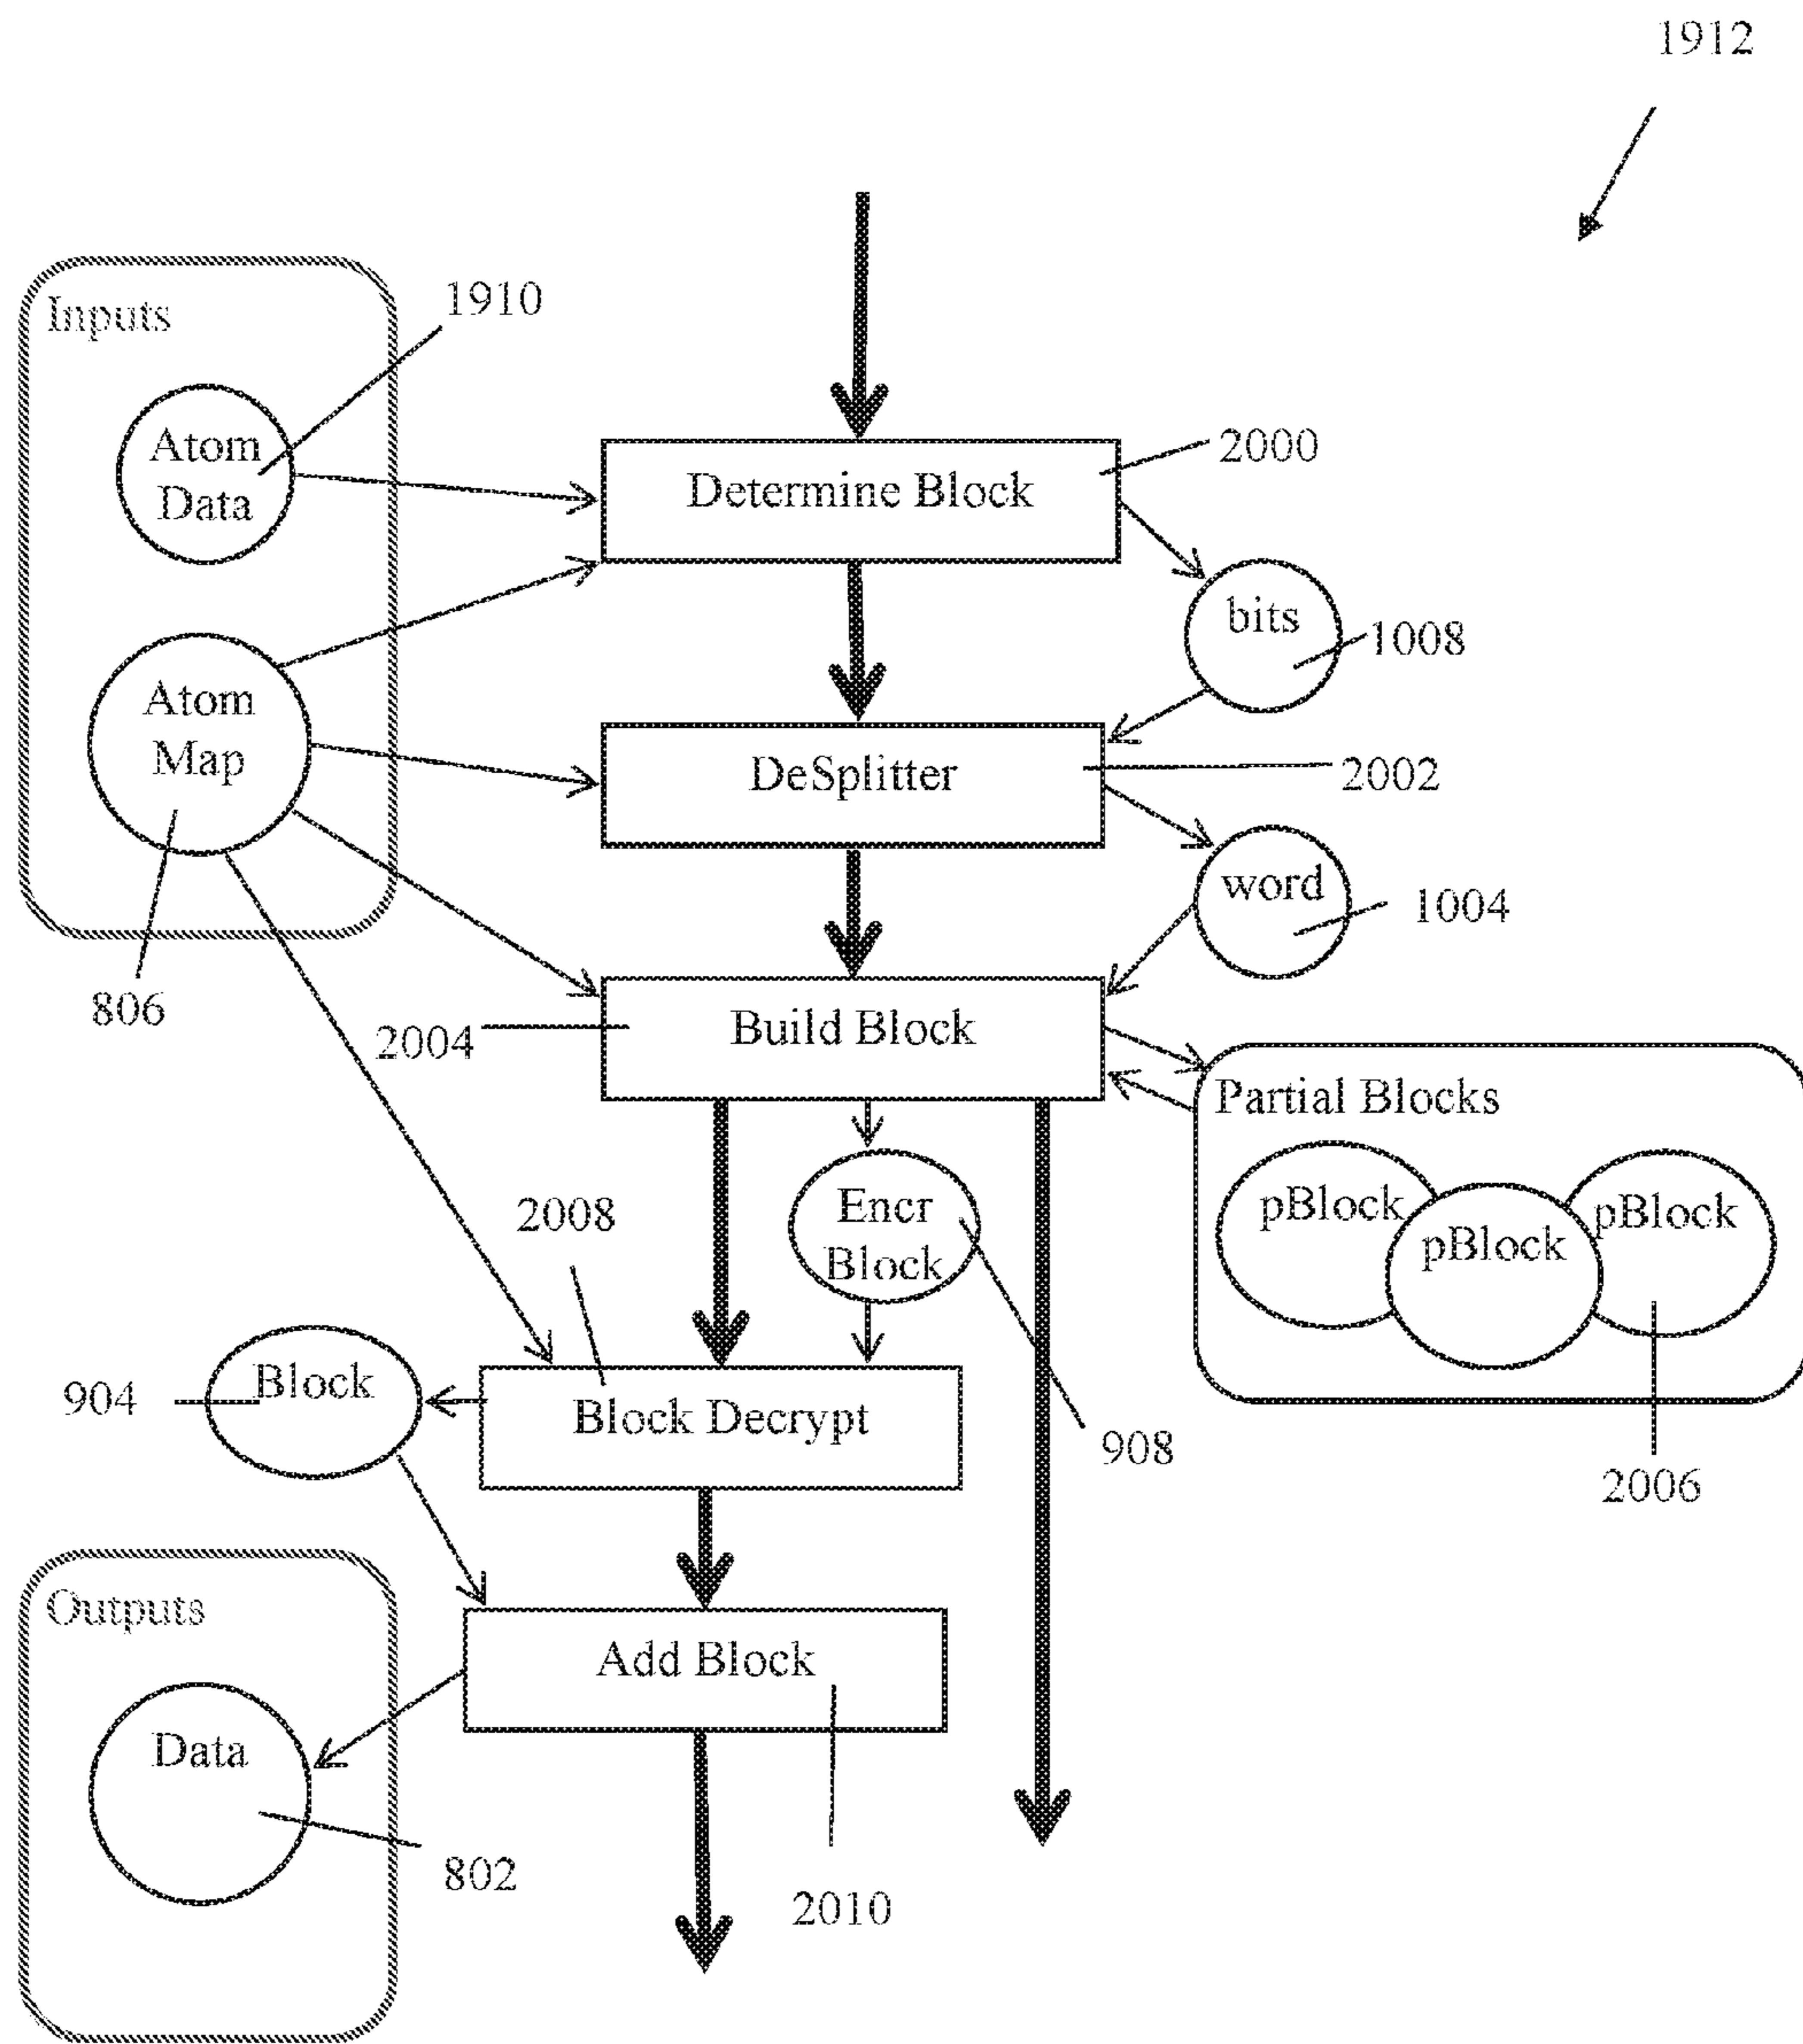 1912
Inputs
1910
Atom
Data
2000
Determine Block
bits
1008
Atom
Map
DeSplitter
2002
word
1004
806
2004
Build Block
Partial Blocks
pBlock
pBlock
pBlock
2008
Encr
Block
904
Block
Block Decrypt
908
2006
Outputs
Add Block
Data
802
2010